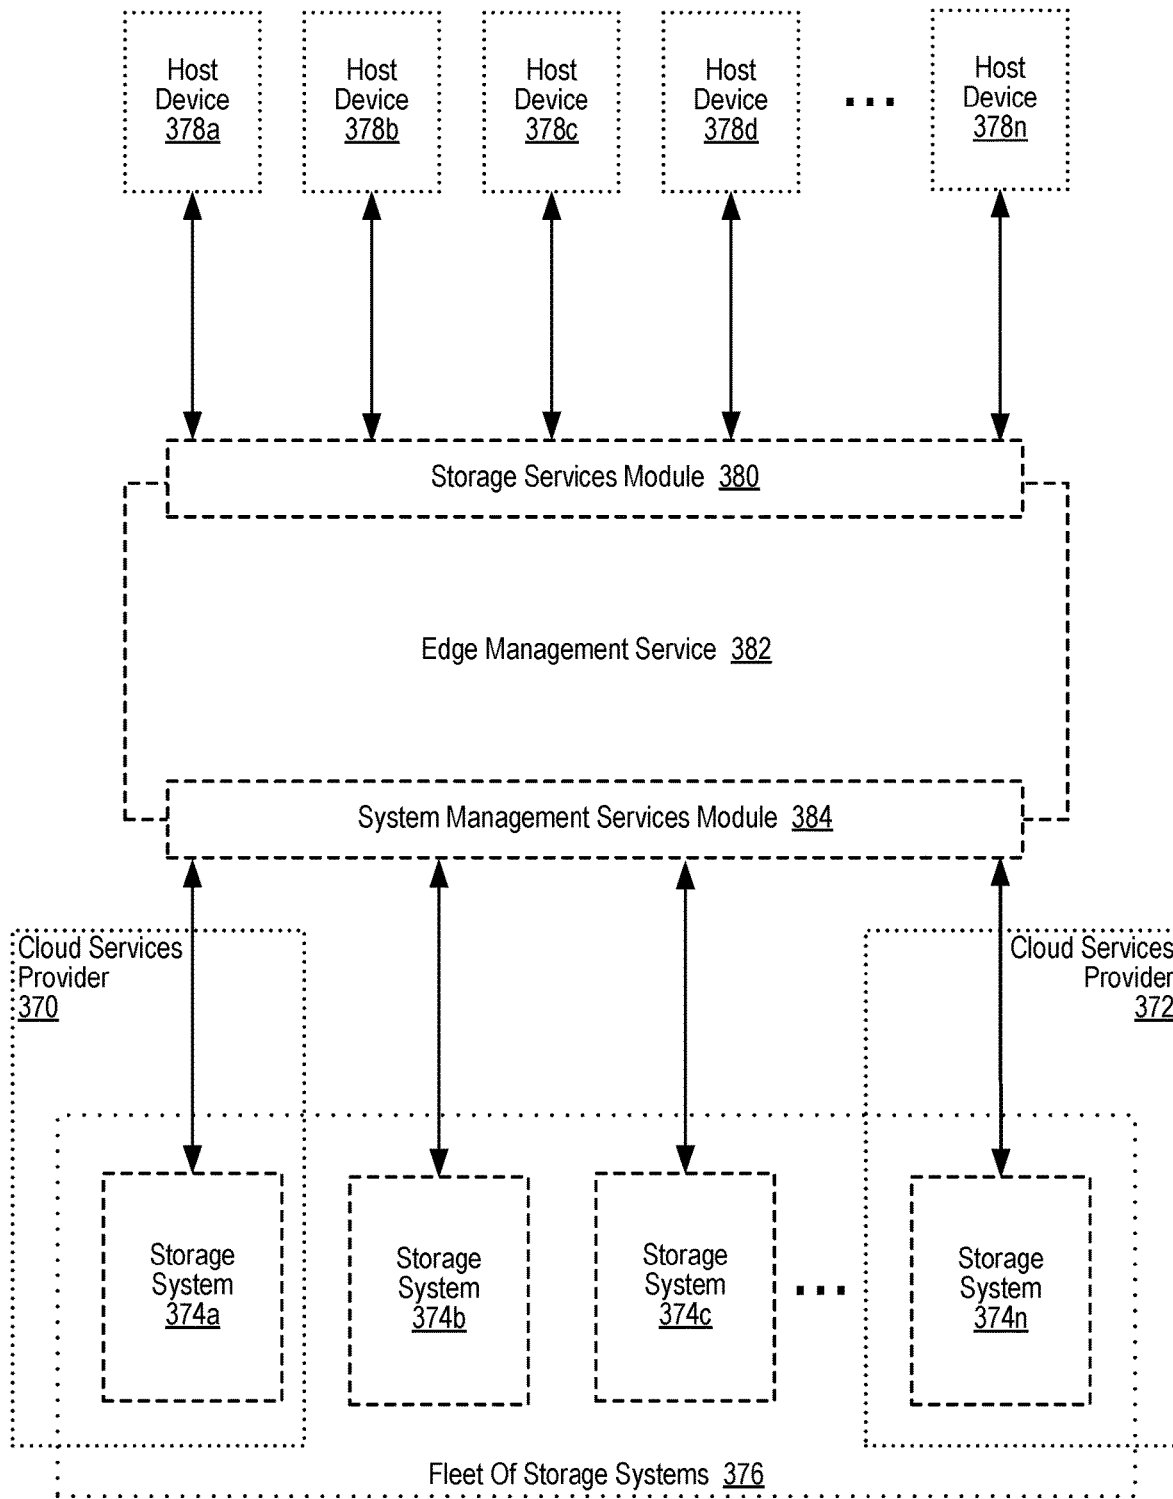 Host
Device
378a
Host
Device
378b
Host
Device
378c
Host
Device
378d
...
Host
Device
378n
Storage Services Module 380
Edge Management Service 382
System Management Services Module 384
Cloud Services
Provider
370
Cloud Services
Provider
372
Storage
System
374a
Storage
System
374b
Storage
System
374c
...
Storage
System
374n
Fleet Of Storage Systems 376